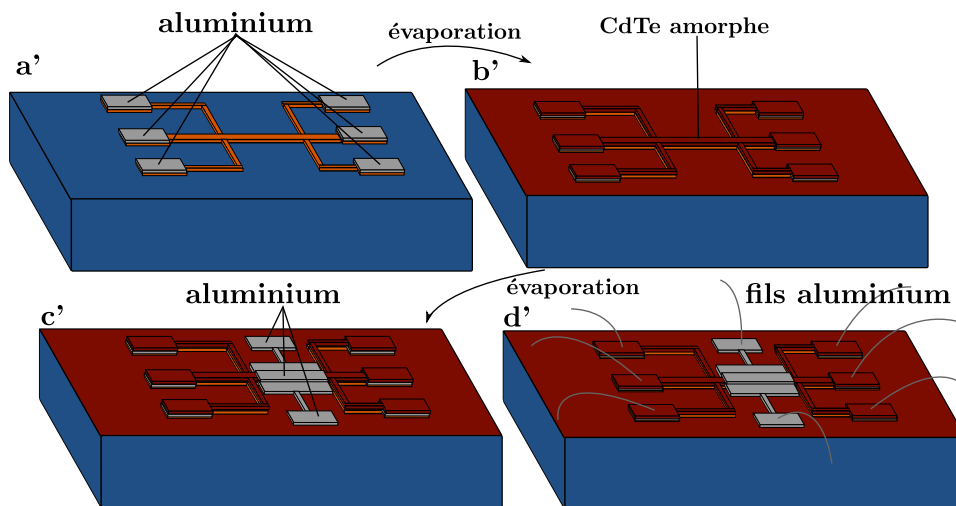 aluminium
évaporation
CdTe amorphe
a’
b’
aluminium
évaporation
fils aluminium
c’
d’